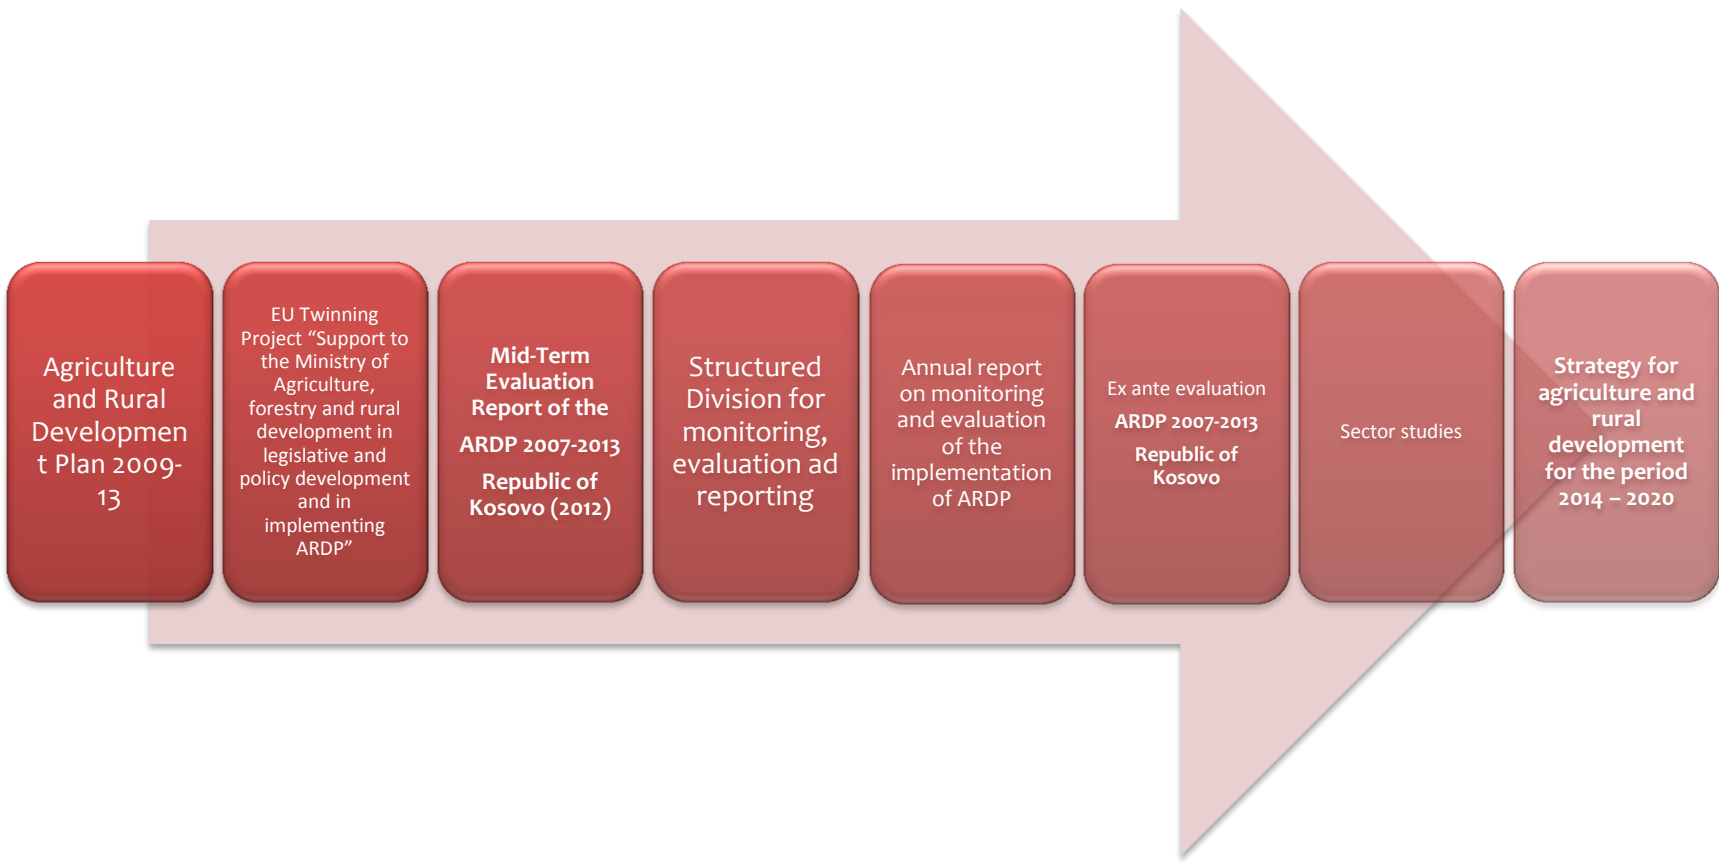 Agriculture
and Rural
Developmen
t Plan 2009-
13
EU Twinning
Project “Support to
the Ministry of
Agriculture,
forestry and rural
development in
legislative and
policy development
and in
implementing
ARDP”
Mid-Term
Evaluation
Report of the
ARDP 2007-2013
Republic of
Kosovo (2012)
Structured
Division for
monitoring,
evaluation ad
reporting
Annual report
on monitoring
and evaluation
of the
implementation
of ARDP
Ex ante evaluation
ARDP 2007-2013
Republic of
Kosovo
Sector studies
Strategy for
agriculture and
rural
development
for the period
2014 – 2020